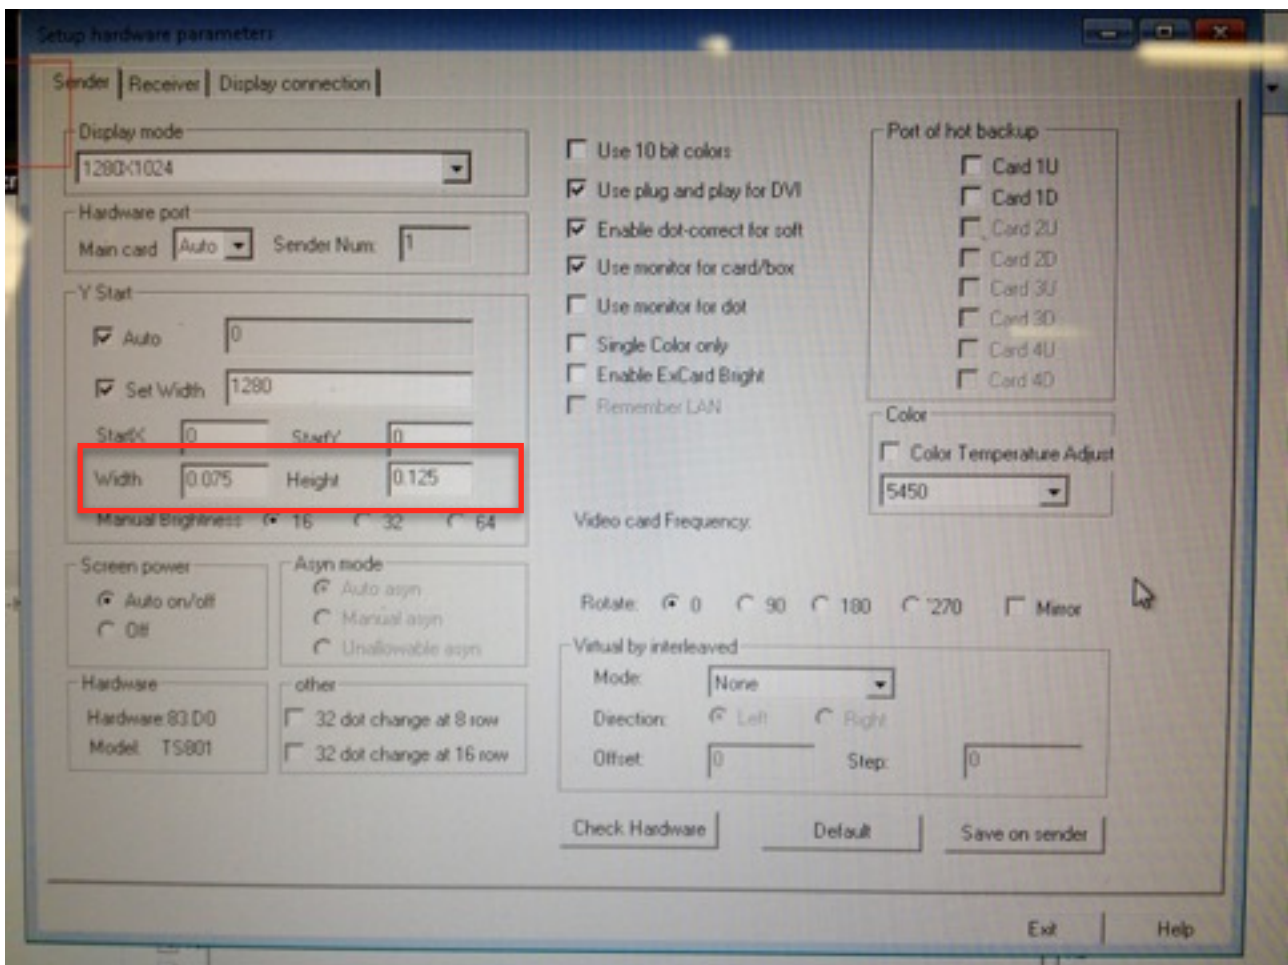 Setup hardware parameters
Sender Receiver Display connection
Display mode
1280X1024
Hardware port
Main card Auto Sender Num: 1
Y Start
Auto 0
Set Width 1280
StartX 0 StartY 0
Width 0.075 Height 0.125
Manual Brightness 16 32 64
Screen power
Auto on/off
Off
Asyn mode
Auto asyn
Manual asyn
Unallowable asyn
Hardware
Hardware:83.D0
Model: TS801
other
32 dot change at 8 row
32 dot change at 16 row
Use 10 bit colors
Use plug and play for DVI
Enable dot-correct for soft
Use monitor for card/box
Use monitor for dot
Single Color only
Enable ExCard Bright
Remember LAN
Port of hot backup
Card 1U
Card 1D
Card 2U
Card 2D
Card 3U
Card 3D
Card 4U
Card 4D
Color
Color Temperature Adjust
5450
Video card Frequency:
Rotate: 0 90 180 `270 Mirror
Virtual by interleaved
Mode: None
Direction: Left Right
Offset: 0 Step: 0
Check Hardware Default Save on sender
Exit Help